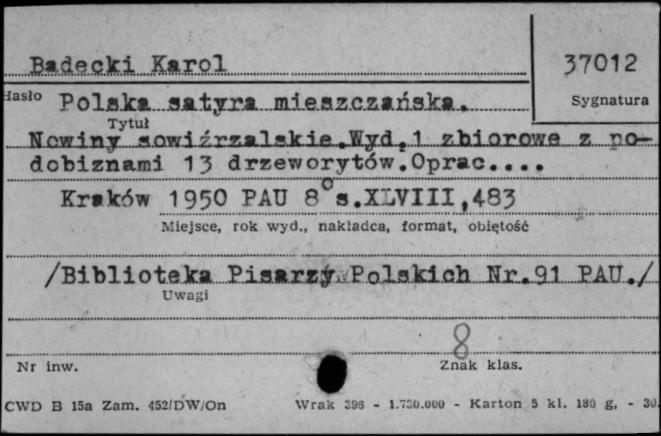 Badecki Karol
37012
Hasło Polska satyra mieszczańska. Sygnatura
Tytuł
Nowiny sowiźrzalskie.Wyd.1 zbiorowe z po-
dobiznami 13 drzeworytów.Oprac....
Kraków 1950 PAU 8° s.XLVIII,483
Miejsce, rok wyd., nakładca, format, objętość
/Biblioteka Pisarzy Polskich Nr.91 PAU./
Uwagi
8
Nr inw. Znak klas.
CWD B 15a Zam. 452/DW/On Wrak 396 - 1.730.000 - Karton 5 kl. 180 g, - 30.